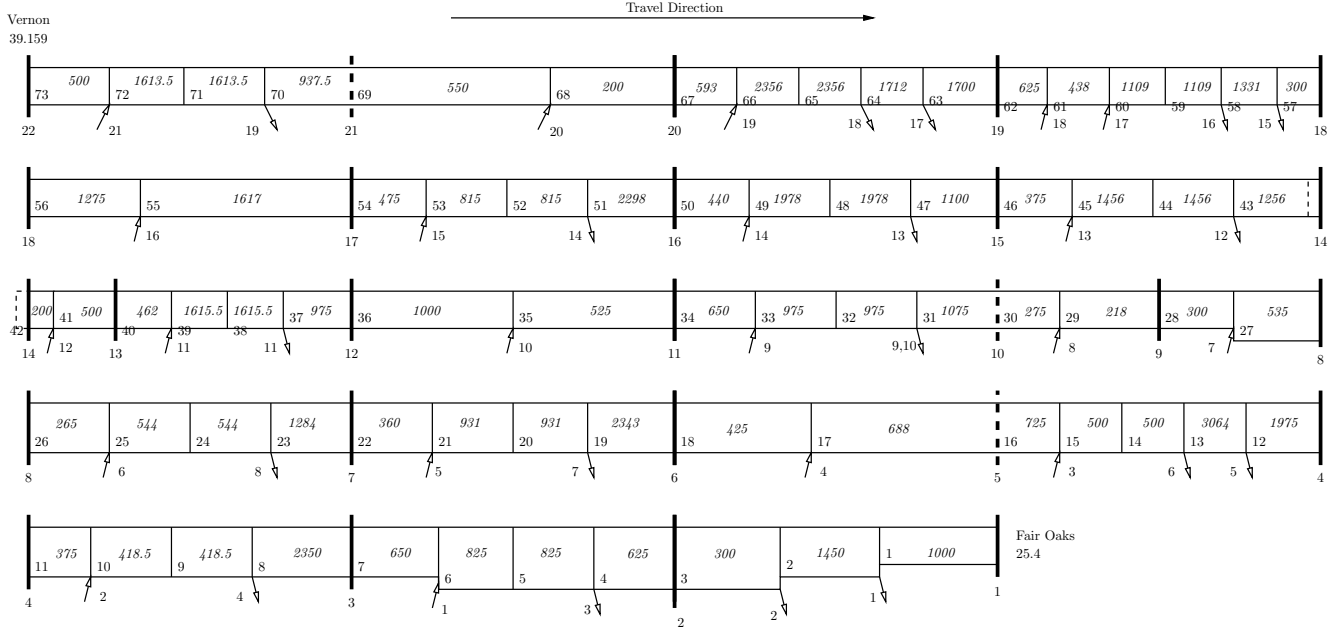 Travel Direction
Vernon
39.159
500 1613.5 1613.5 937.5 550 200 593 2356 2356 1712 1700 625 438 1109 1109 1331 300
73 72 71 70 69 68 67 66 65 64 63 62 61 60 59 58 57
21 19 20 19 18 17 18 17 16 15
22 21 20 19 18
1275 1617 475 815 815 2298 440 1978 1978 1100 375 1456 1456 1256
56 55 54 53 52 51 50 49 48 47 46 45 44 43
16 15 14 14 13 13 12
18 17 16 15 14
200 500 462 1615.5 1615.5 975 1000 525 650 975 975 1075 275 218 300 535
42 41 40 39 38 37 36 35 34 33 32 31 30 29 28 27
12 11 11 10 9 9,10 8 7
14 13 12 11 10 9 8
265 544 544 1284 360 931 931 2343 425 688 725 500 500 3064 1975
26 25 24 23 22 21 20 19 18 17 16 15 14 13 12
6 8 5 7 4 3 6 5
8 7 6 5 4
375 418.5 418.5 2350 650 825 825 625 300 1450 1000
11 10 9 8 7 6 5 4 3 2 1
2 4 1 3 2 1
4 3 2 1
Fair Oaks
25.4